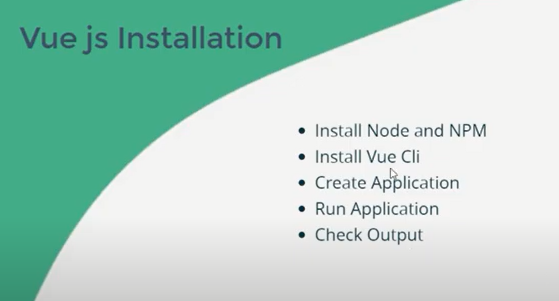 Vue js Installation
Install Node and NPM
Install Vue Cli
Create Application
Run Application
Check Output